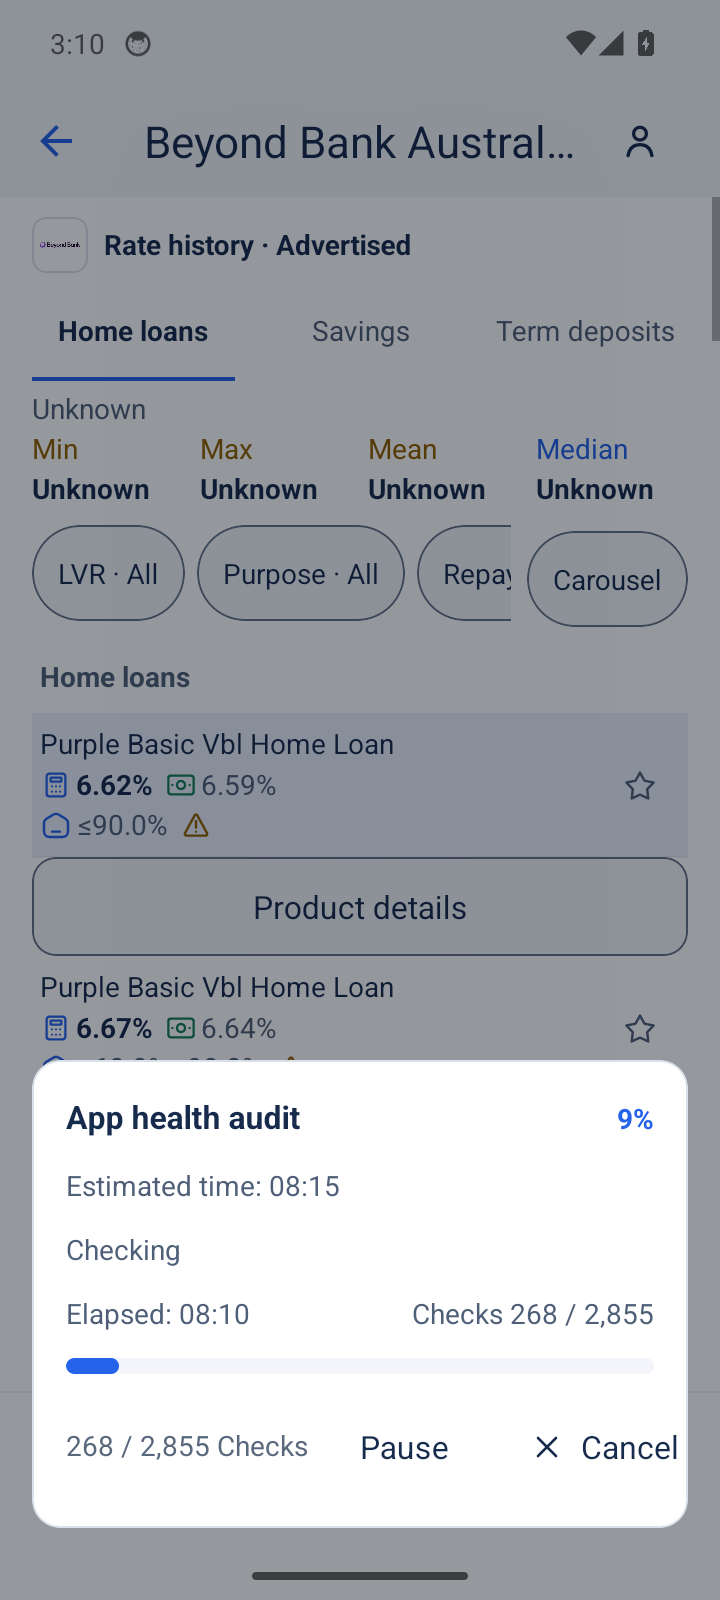 3:10
Beyond Bank Austral...
Beyond Bank
Rate history · Advertised
Home loans Savings Term deposits
Unknown
Min Max Mean Median
Unknown Unknown Unknown Unknown
LVR · All Purpose · All Repay Carousel
Home loans
Purple Basic Vbl Home Loan
6.62% 6.59%
≤90.0%
Product details
Purple Basic Vbl Home Loan
6.67% 6.64%
App health audit 9%
Estimated time: 08:15
Checking
Elapsed: 08:10 Checks 268 / 2,855
268 / 2,855 Checks Pause Cancel